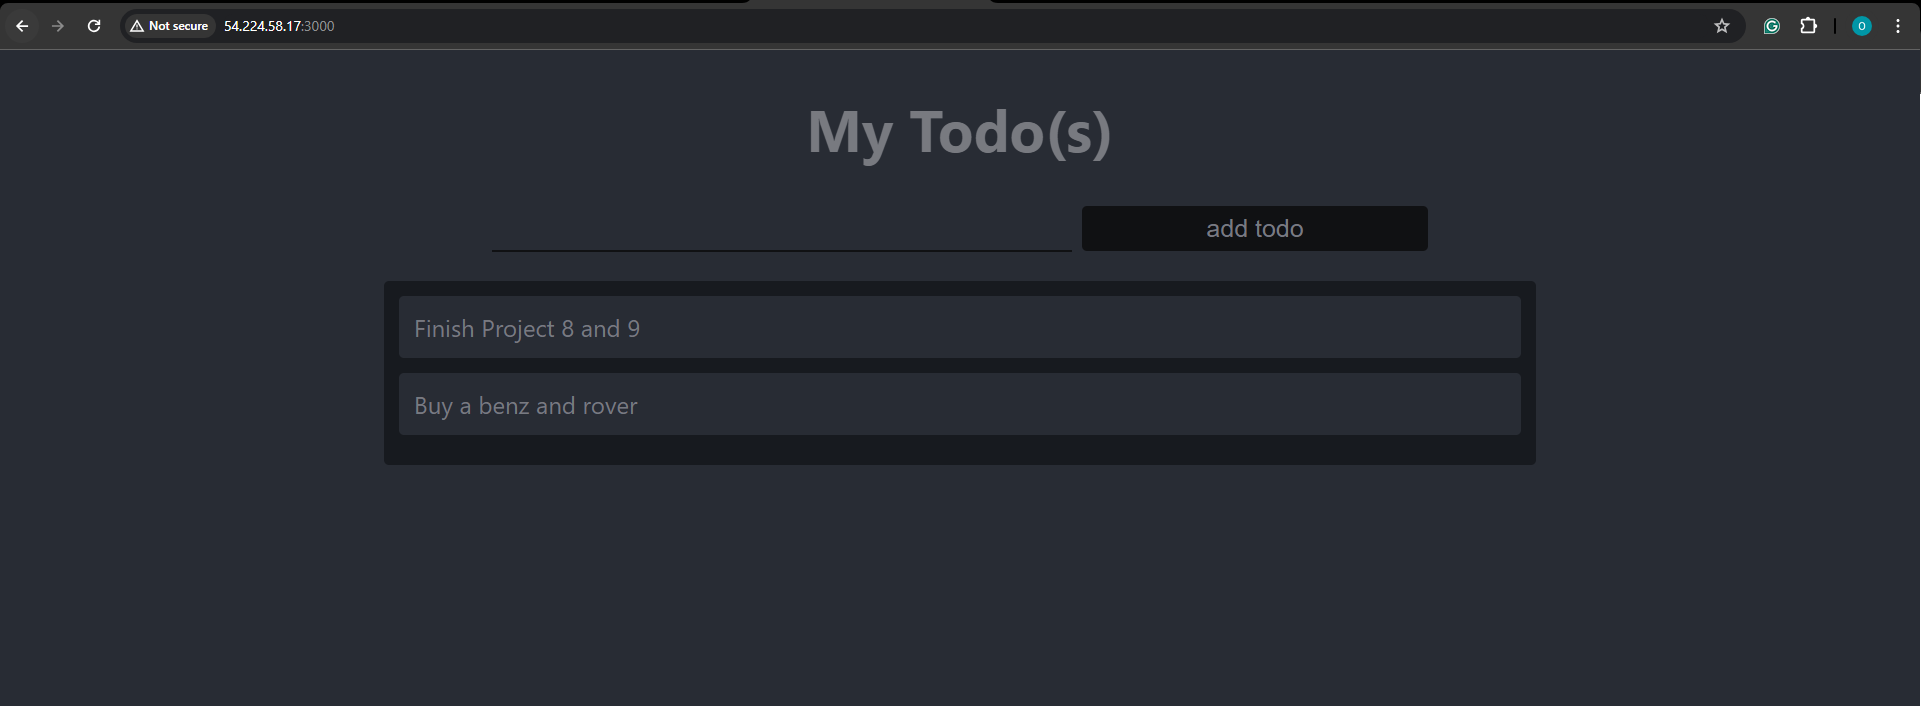 Not secure 54.224.58.17:3000
O
My Todo(s)
add todo
Finish Project 8 and 9
Buy a benz and rover